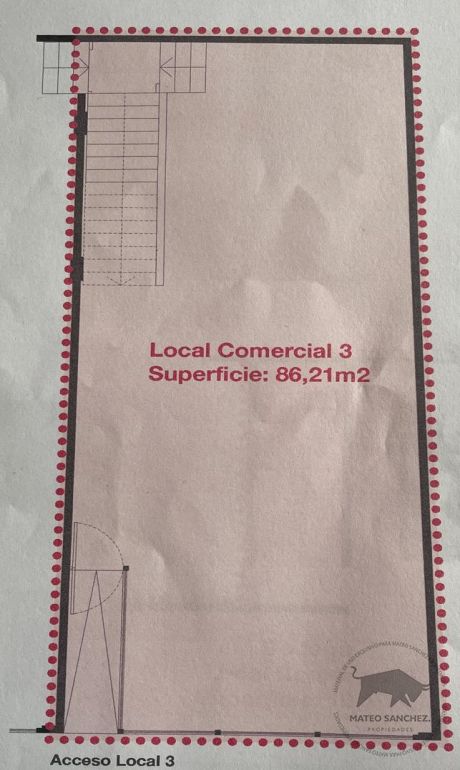 Local Comercial 3
Superficie: 86,21m2
MATEO SANCHEZ.
PROPIEDADES
Acceso Local 3